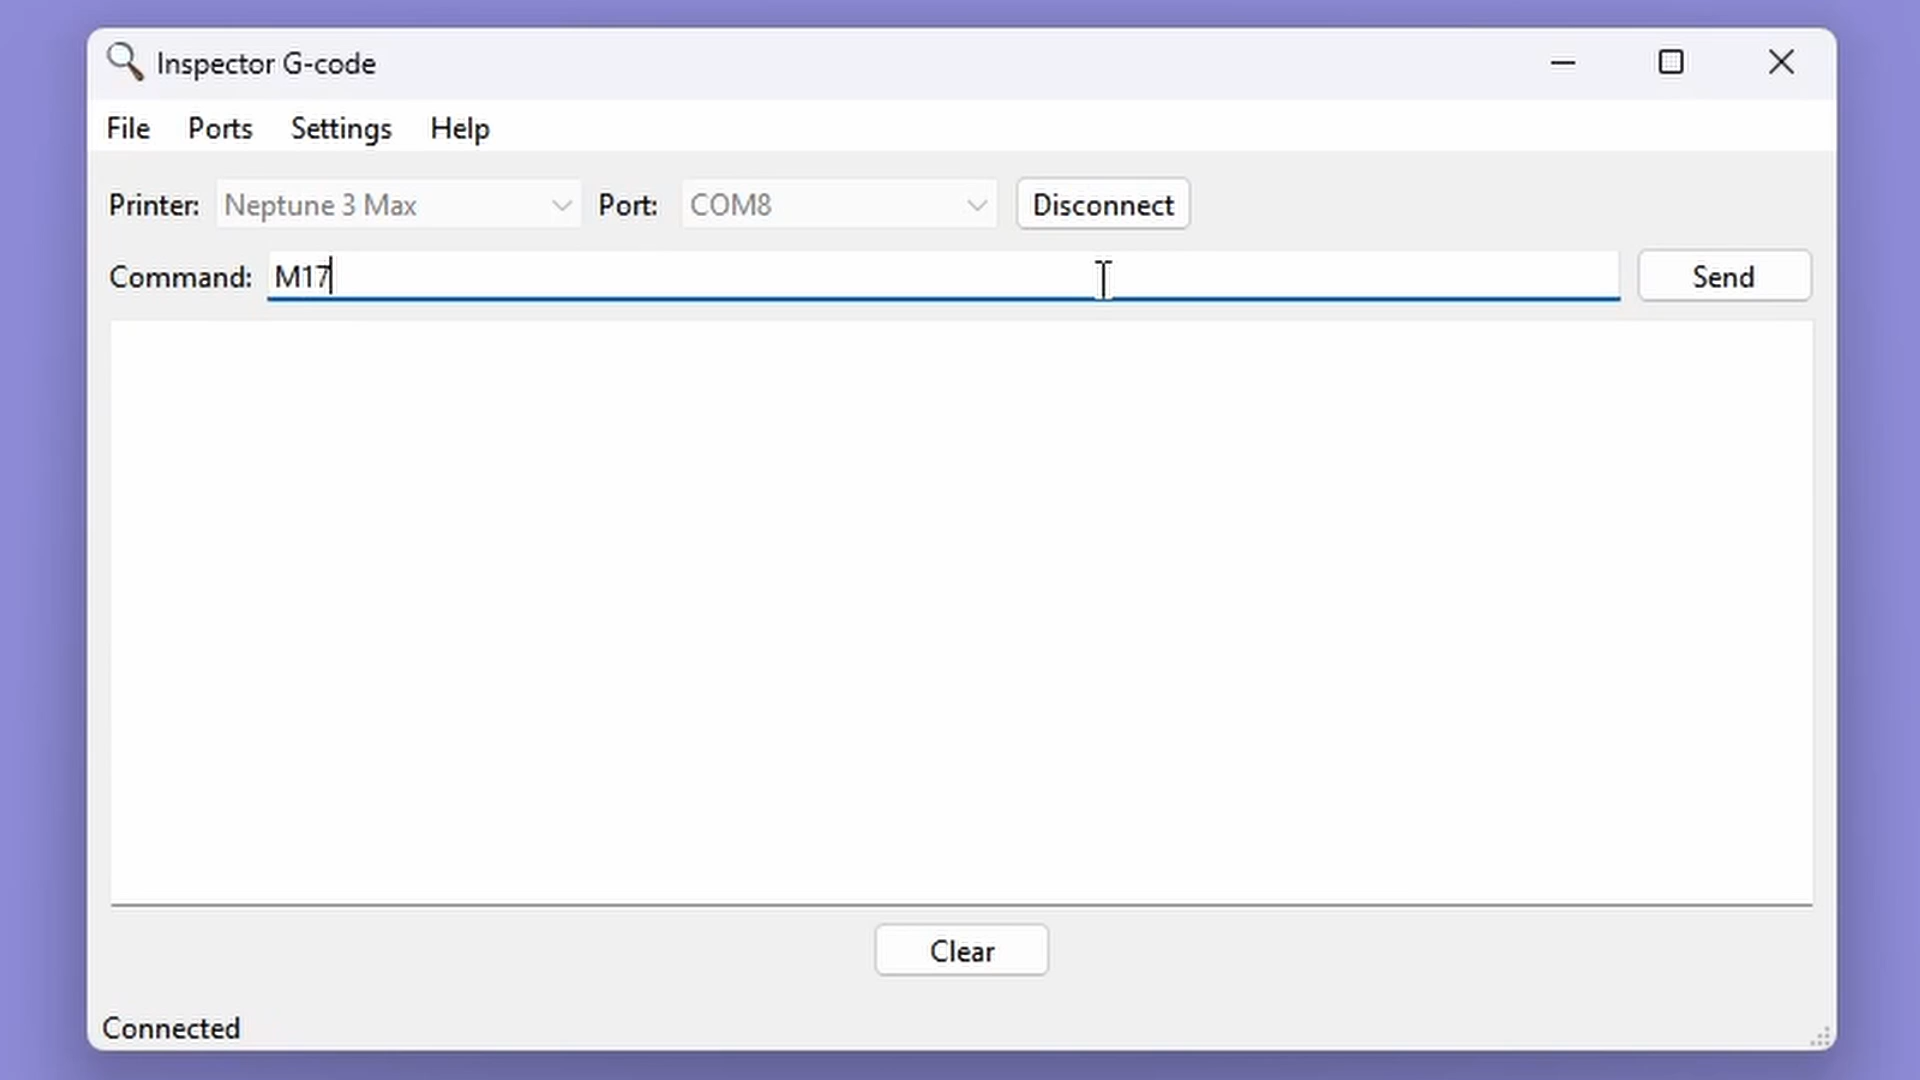 Inspector G-code
File Ports Settings Help
Printer: Neptune 3 Max Port: COM8 Disconnect
Command: M17 Send
Clear
Connected